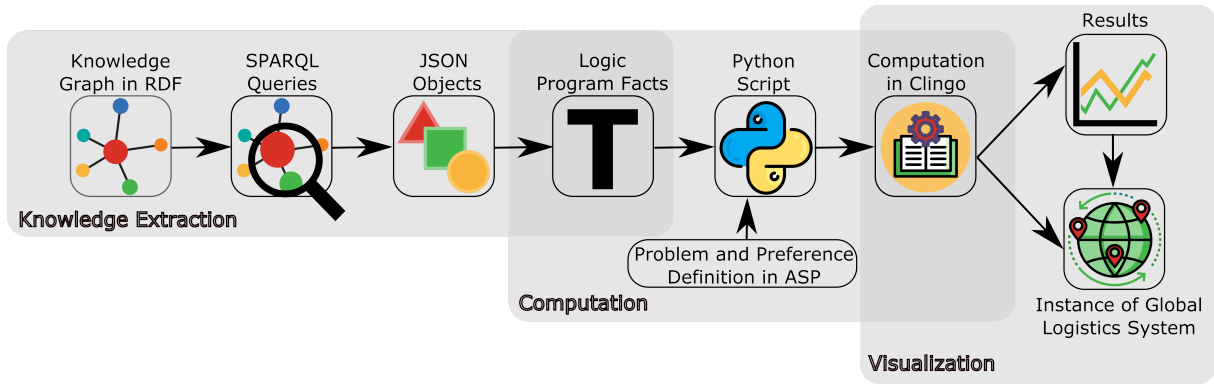 Knowledge
Graph in RDF
SPARQL
Queries
JSON
Objects
Logic
Program Facts
Python
Script
Computation
in Clingo
Results
Knowledge Extraction
Problem and Preference
Definition in ASP
Computation
Instance of Global
Logistics System
Visualization